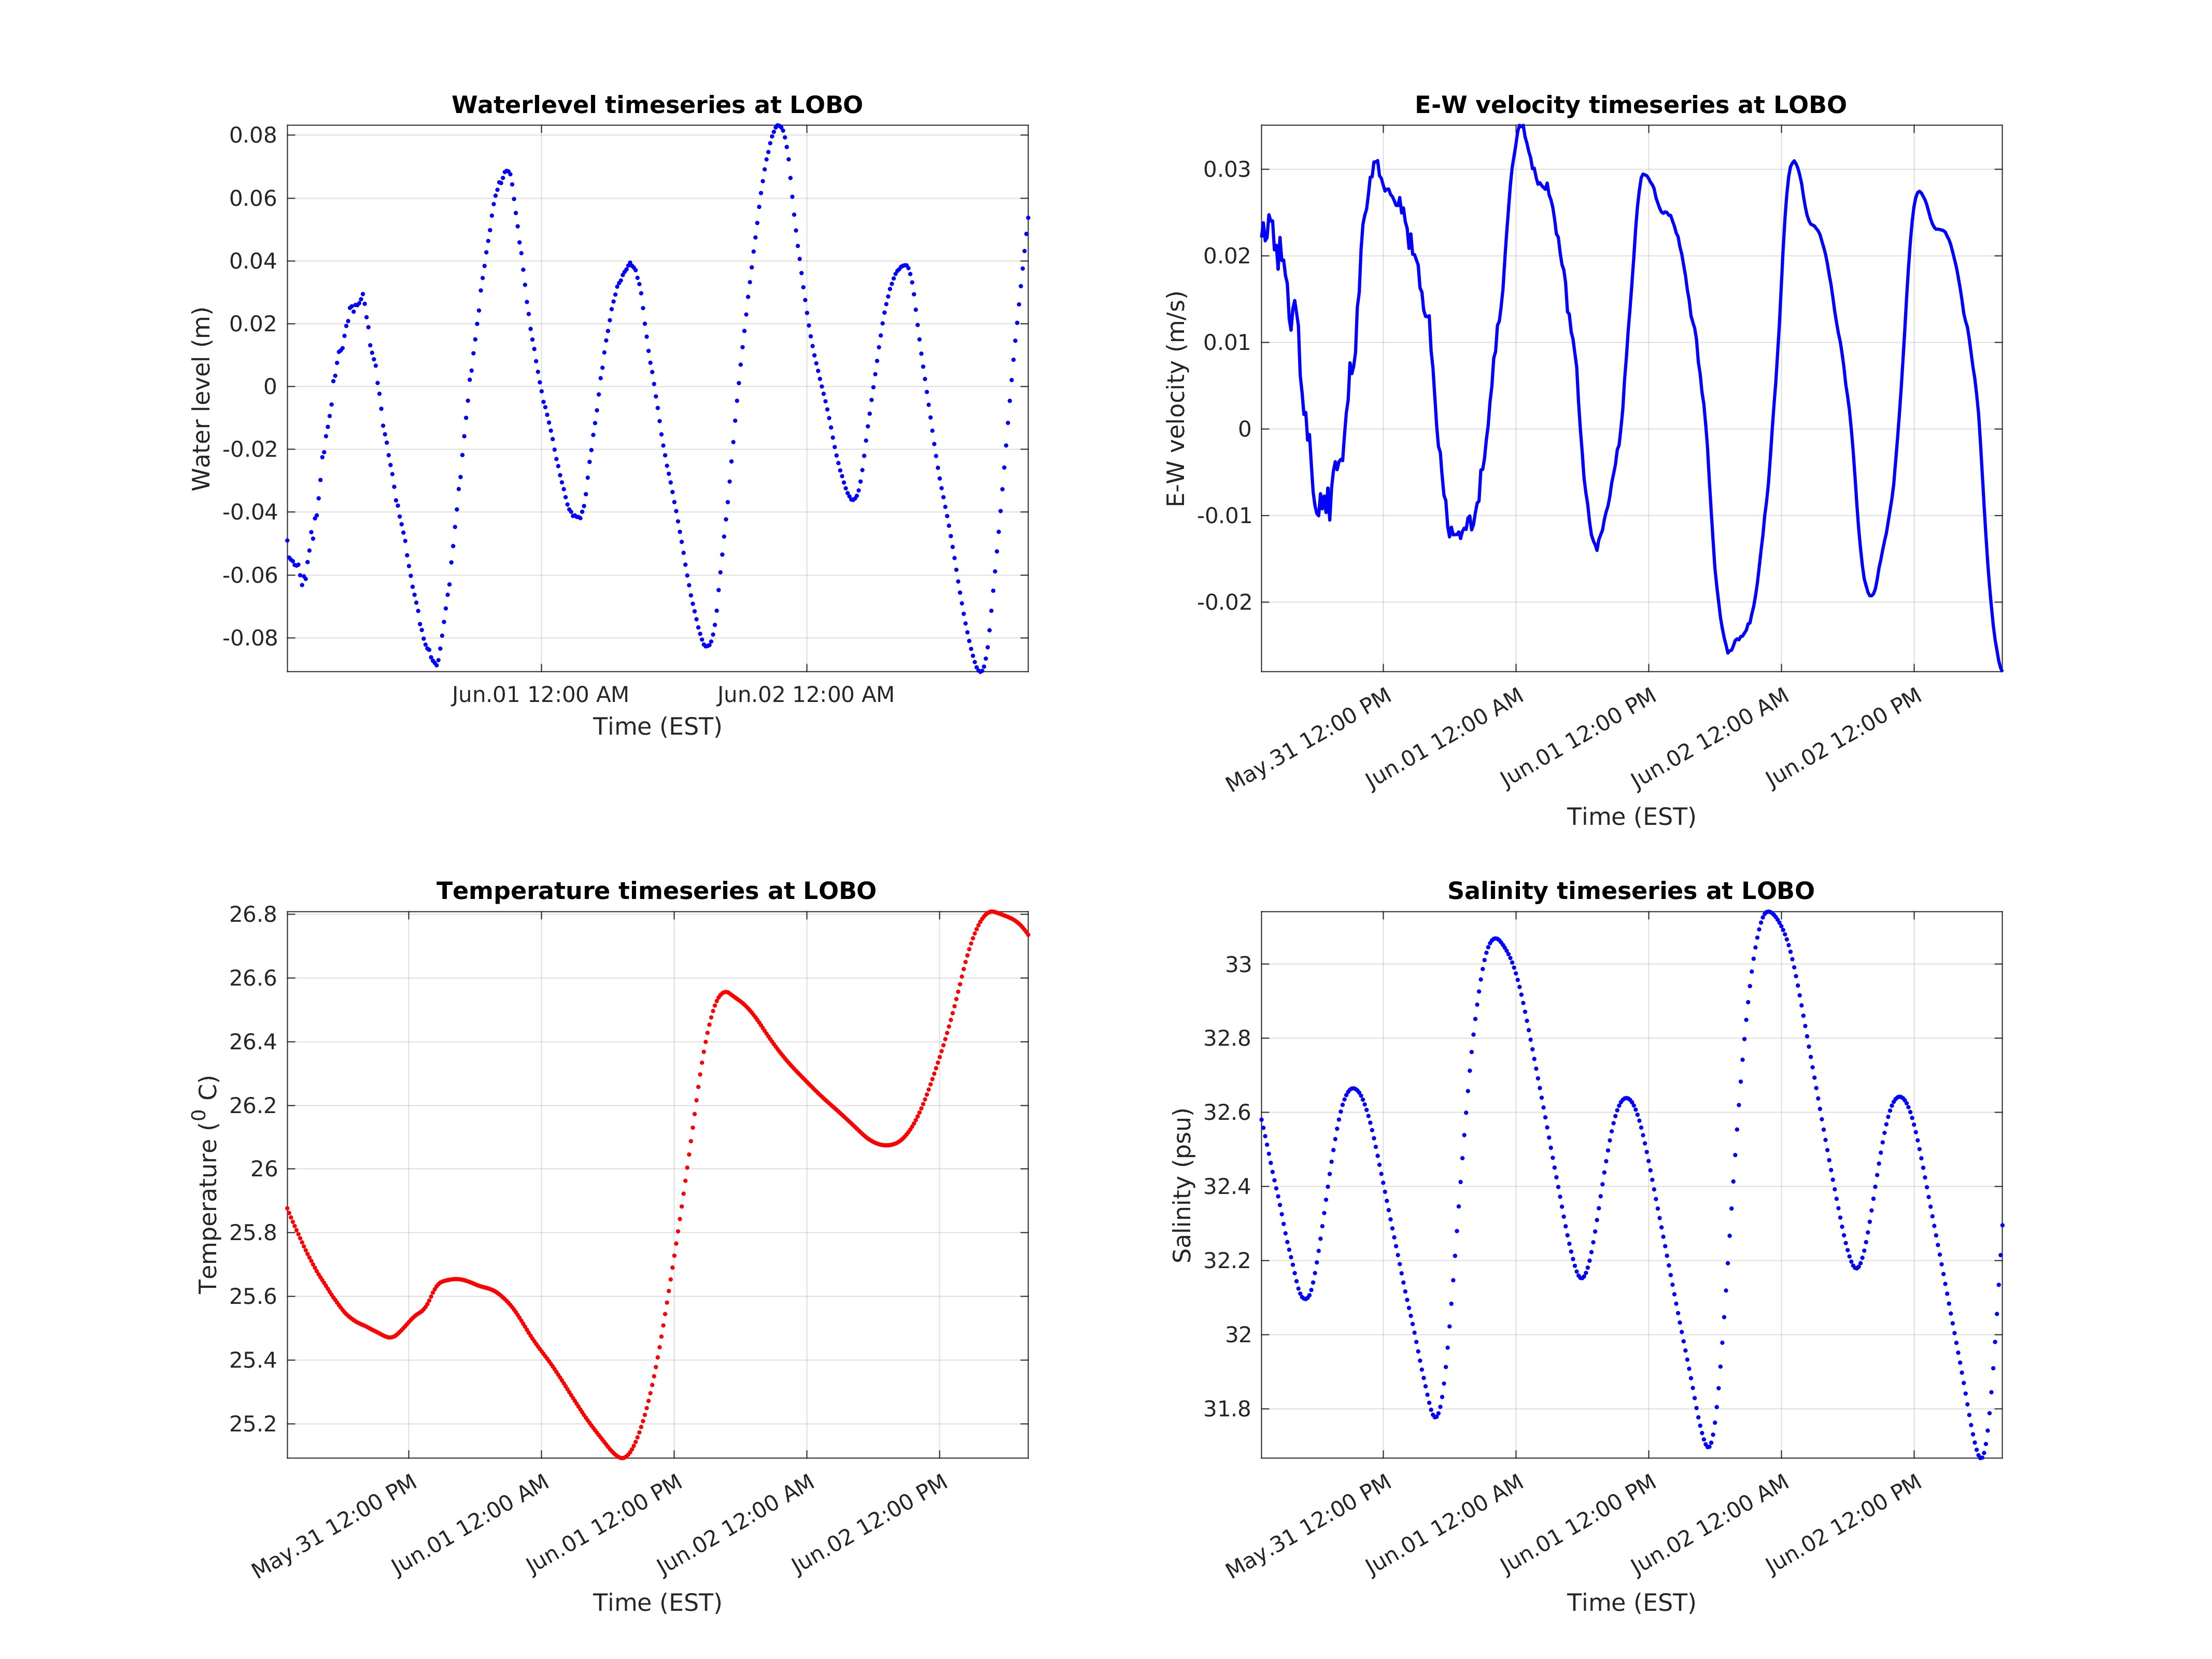 Waterlevel timeseries at LOBO
0.08
0.06
0.04
0.02
0
-0.02
-0.04
-0.06
-0.08
Water level (m)
Jun.01 12:00 AM
Jun.02 12:00 AM
Time (EST)
E-W velocity timeseries at LOBO
0.03
0.02
0.01
0
-0.01
-0.02
E-W velocity (m/s)
May.31 12:00 PM
Jun.01 12:00 AM
Jun.01 12:00 PM
Jun.02 12:00 AM
Jun.02 12:00 PM
Time (EST)
Temperature timeseries at LOBO
26.8
26.6
26.4
26.2
26
25.8
25.6
25.4
25.2
Temperature (⁰ C)
May.31 12:00 PM
Jun.01 12:00 AM
Jun.01 12:00 PM
Jun.02 12:00 AM
Jun.02 12:00 PM
Time (EST)
Salinity timeseries at LOBO
33
32.8
32.6
32.4
32.2
32
31.8
Salinity (psu)
May.31 12:00 PM
Jun.01 12:00 AM
Jun.01 12:00 PM
Jun.02 12:00 AM
Jun.02 12:00 PM
Time (EST)